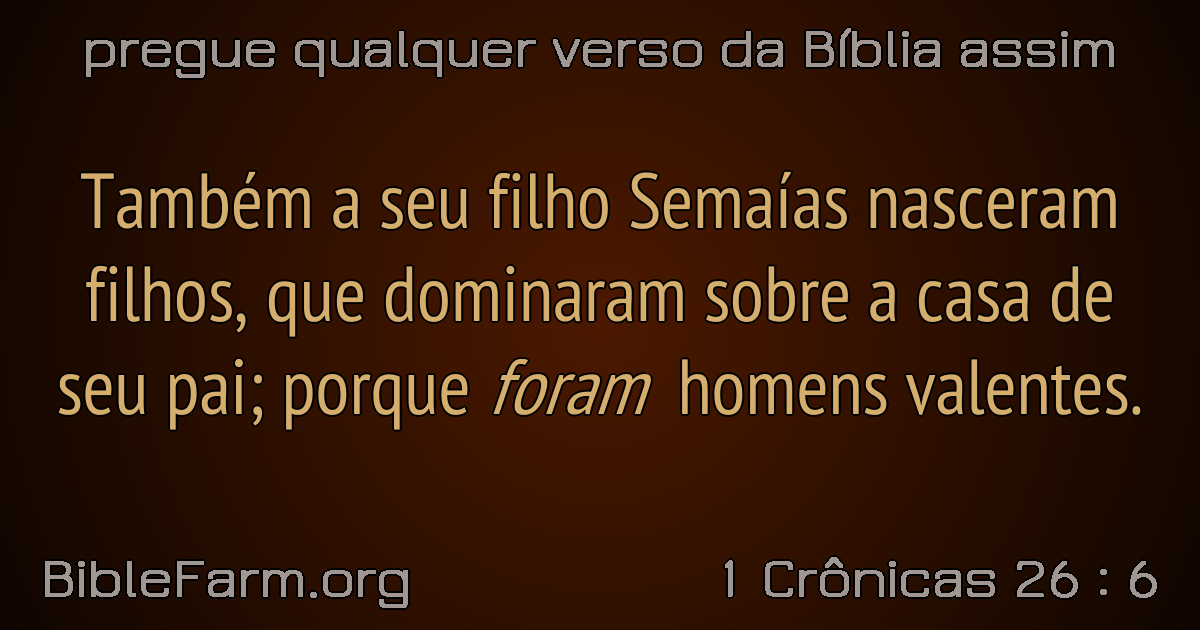 pregue qualquer verso da Bíblia assim
Também a seu filho Semaías nasceram
filhos, que dominaram sobre a casa de
seu pai; porque foram homens valentes.
BibleFarm.org
1 Crônicas 26 : 6